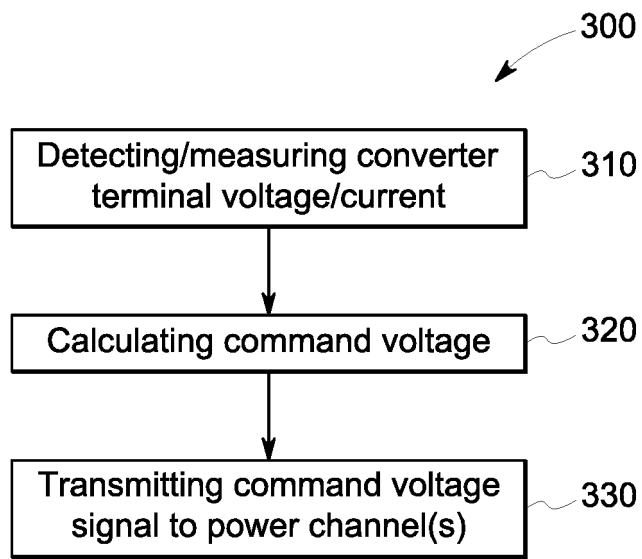 300
Detecting/measuring converter
terminal voltage/current
310
Calculating command voltage
320
Transmitting command voltage
signal to power channel(s)
330